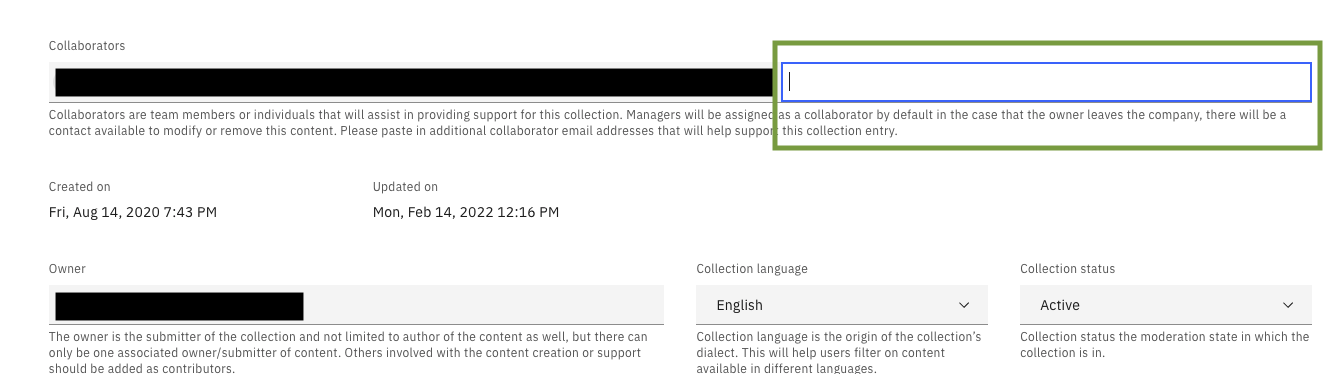 Collaborators
Collaborators are team members or individuals that will assist in providing support for this collection. Managers will be assigned as a collaborator by default in the case that the owner leaves the company, there will be a
contact available to modify or remove this content. Please paste in additional collaborator email addresses that will help support this collection entry.
Created on
Updated on
Fri, Aug 14, 2020 7:43 PM
Mon, Feb 14, 2022 12:16 PM
Owner
Collection language
Collection status
English
Active
The owner is the submitter of the collection and not limited to author of the content as well, but there can
only be one associated owner/submitter of content. Others involved with the content creation or support
should be added as contributors.
Collection language is the origin of the collection's
dialect. This will help users filter on content
available in different languages.
Collection status the moderation state in which the
collection is in.